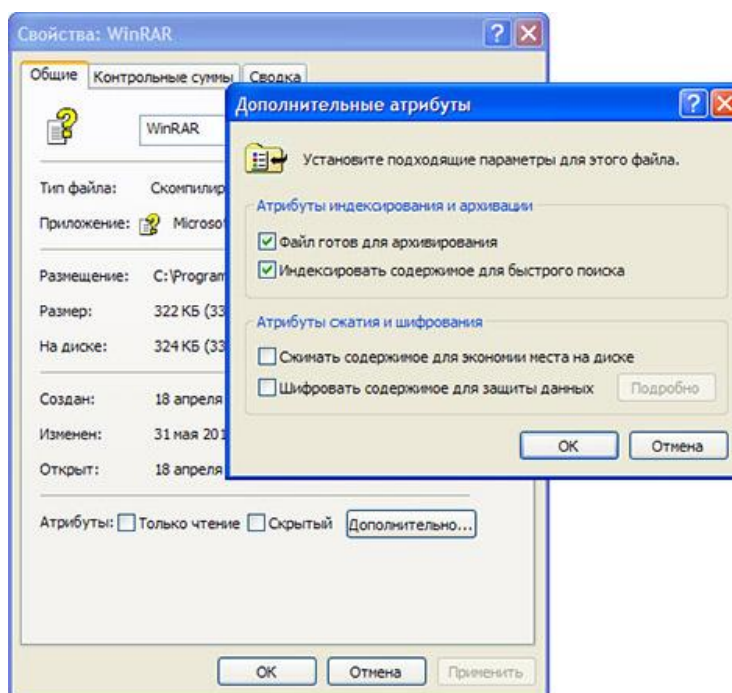 Свойства: WinRAR
Общие Контрольные суммы Сводка
WinRAR
Тип файла: Скомпилир
Приложение: Microsof
Размещение: C:\Program
Размер: 322 КБ (33
На диске: 324 КБ (33
Создан: 18 апреля
Изменен: 31 мая 201
Открыт: 18 апреля
Атрибуты: Только чтение Скрытый Дополнительно...
ОК Отмена Применить
Дополнительные атрибуты
Установите подходящие параметры для этого файла.
Атрибуты индексирования и архивации
Файл готов для архивирования
Индексировать содержимое для быстрого поиска
Атрибуты сжатия и шифрования
Сжимать содержимое для экономии места на диске
Шифровать содержимое для защиты данных Подробно
ОК Отмена